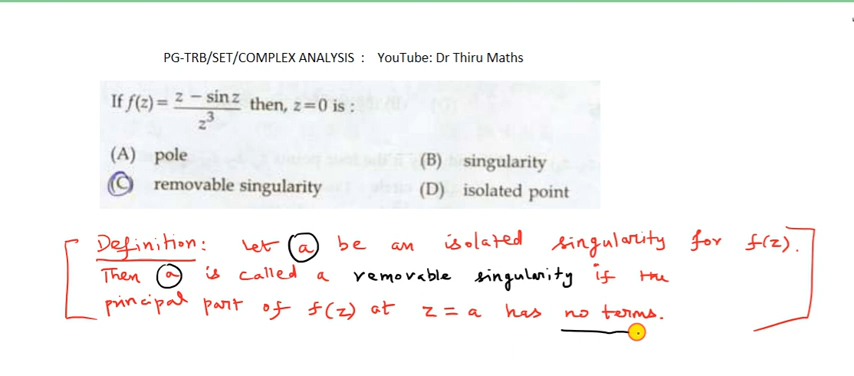 PG-TRB/SET/COMPLEX ANALYSIS : YouTube: Dr Thiru Maths
If f(z) = (z − sin z)/z³ then, z = 0 is :
(A) pole (B) singularity
(C) removable singularity (D) isolated point
Definition: Let a be an isolated singularity for f(z).
Then a is called a removable singularity if the
principal part of f(z) at z = a has no terms.